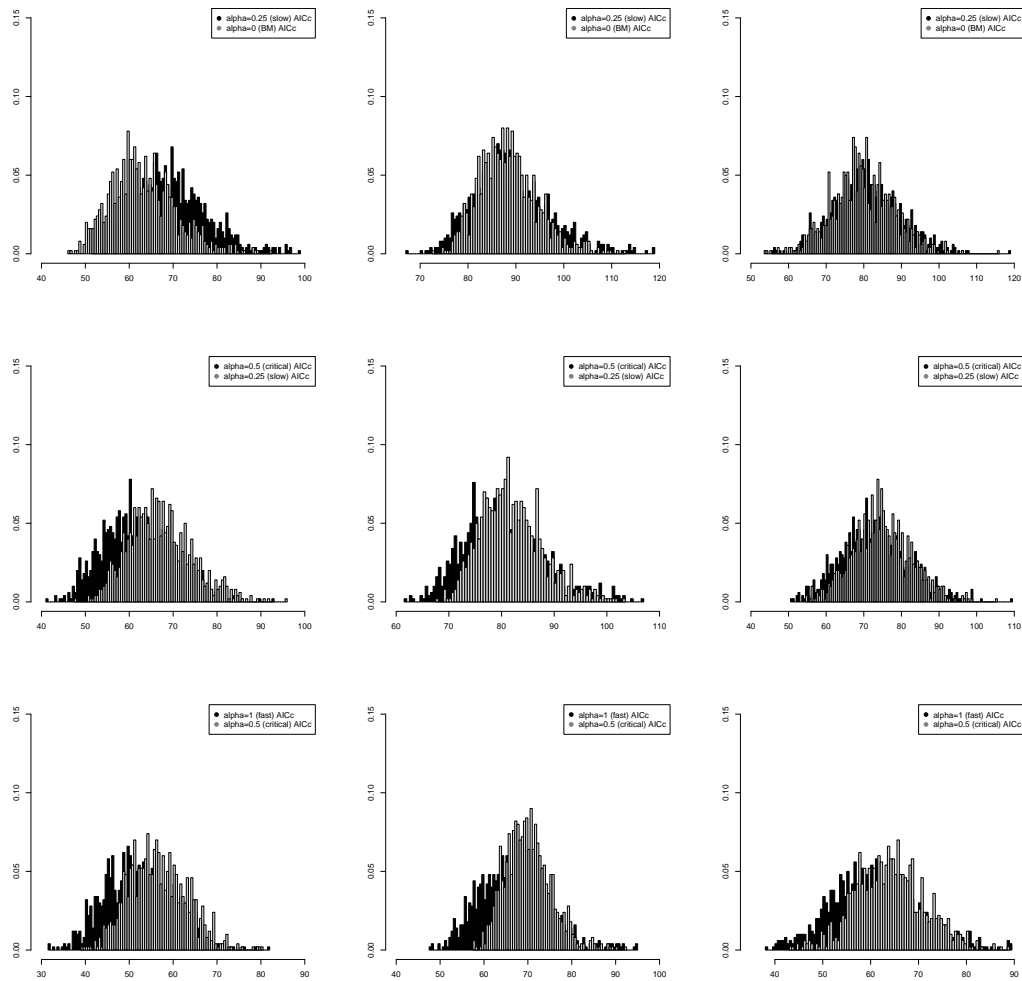 alpha=0.25 (slow) AICc
alpha=0 (BM) AICc
0.00 0.05 0.10 0.15
40 50 60 70 80 90 100
alpha=0.25 (slow) AICc
alpha=0 (BM) AICc
0.00 0.05 0.10 0.15
70 80 90 100 110 120
alpha=0.25 (slow) AICc
alpha=0 (BM) AICc
0.00 0.05 0.10 0.15
50 60 70 80 90 100 110 120
alpha=0.5 (critical) AICc
alpha=0.25 (slow) AICc
0.00 0.05 0.10 0.15
40 50 60 70 80 90 100
alpha=0.5 (critical) AICc
alpha=0.25 (slow) AICc
0.00 0.05 0.10 0.15
60 70 80 90 100 110
alpha=0.5 (critical) AICc
alpha=0.25 (slow) AICc
0.00 0.05 0.10 0.15
40 50 60 70 80 90 100 110
alpha=1 (fast) AICc
alpha=0.5 (critical) AICc
0.00 0.05 0.10 0.15
30 40 50 60 70 80 90
alpha=1 (fast) AICc
alpha=0.5 (critical) AICc
0.00 0.05 0.10 0.15
40 50 60 70 80 90 100
alpha=1 (fast) AICc
alpha=0.5 (critical) AICc
0.00 0.05 0.10 0.15
40 50 60 70 80 90